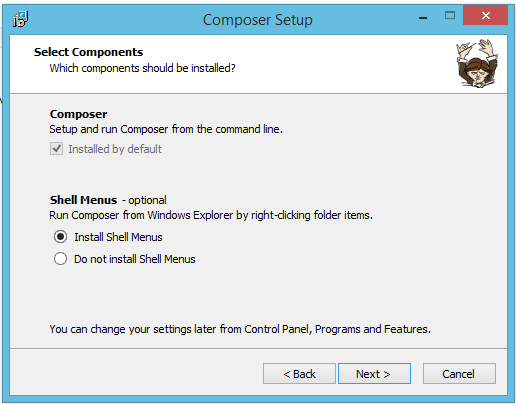 Composer Setup
Select Components
Which components should be installed?
Composer
Setup and run Composer from the command line.
Installed by default
Shell Menus - optional
Run Composer from Windows Explorer by right-clicking folder items.
Install Shell Menus
Do not install Shell Menus
You can change your settings later from Control Panel, Programs and Features.
< Back Next > Cancel